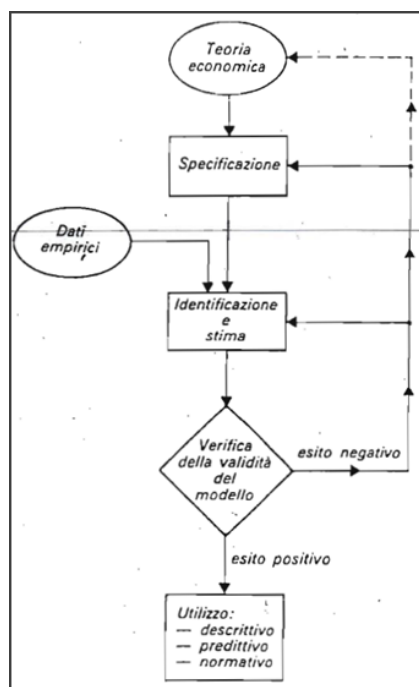 Teoria
economica
Specificazione
Dati
empirici
Identificazione
e
stima
Verifica
della validità
del
modello
esito negativo
esito positivo
Utilizzo:
— descrittivo
— predittivo
— normativo